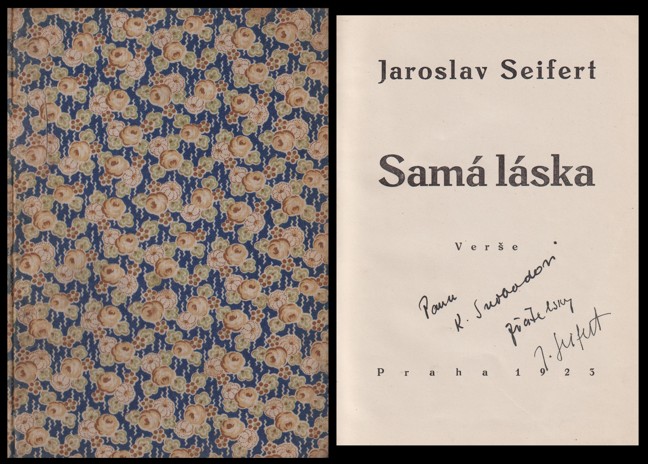 Jaroslav Seifert
Samá láska
Verše
Panu
K. Svobodovi
přátelsky
J. Seifert
Praha 1923